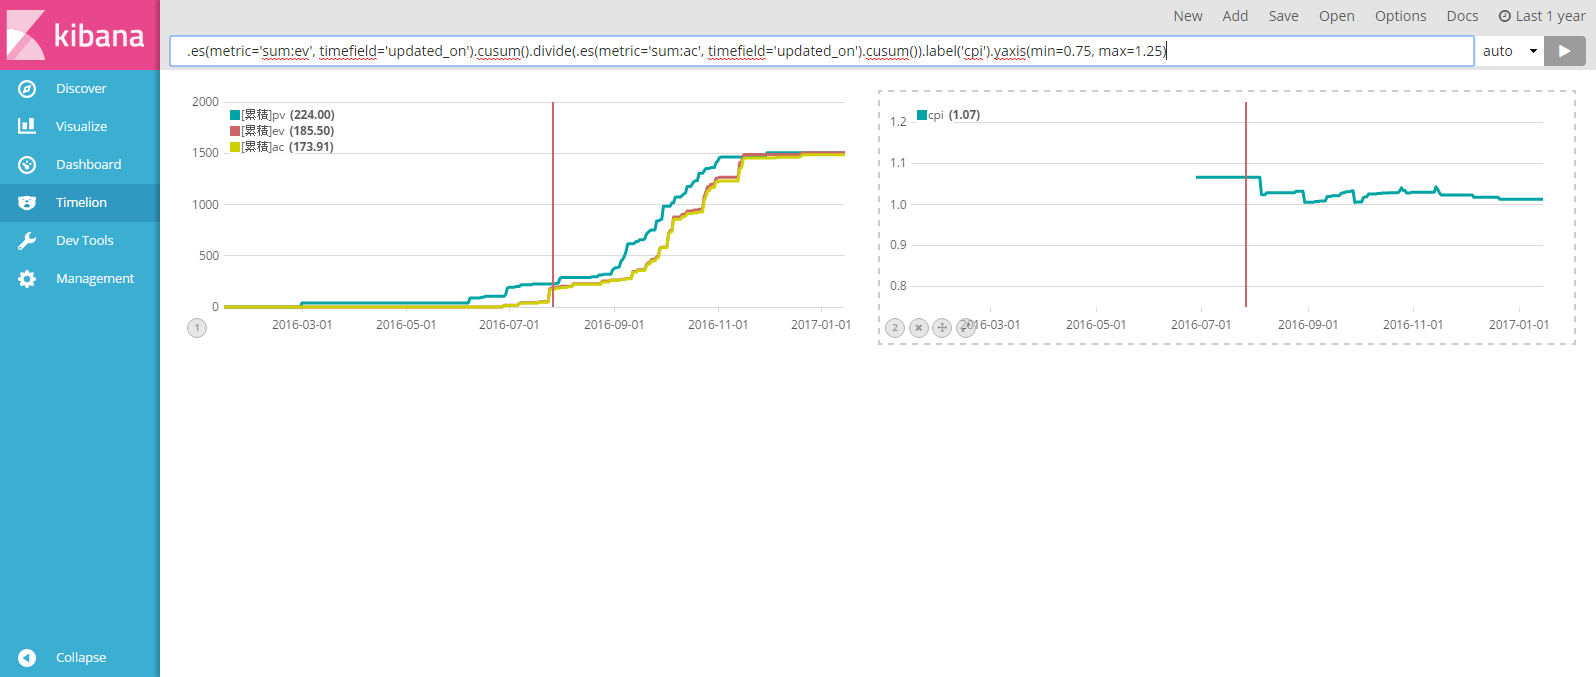 kibana
New Add Save Open Options Docs Last 1 year
.es(metric='sum:ev', timefield='updated_on').cusum().divide(.es(metric='sum:ac', timefield='updated_on').cusum()).label('cpi').yaxis(min=0.75, max=1.25)
auto
Discover
Visualize
Dashboard
Timelion
Dev Tools
Management
Collapse
[累積]pv (224.00)
[累積]ev (185.50)
[累積]ac (173.91)
2000
1500
1000
500
0
2016-03-01 2016-05-01 2016-07-01 2016-09-01 2016-11-01 2017-01-01
1
cpi (1.07)
1.2
1.1
1.0
0.9
0.8
2016-03-01 2016-05-01 2016-07-01 2016-09-01 2016-11-01 2017-01-01
2